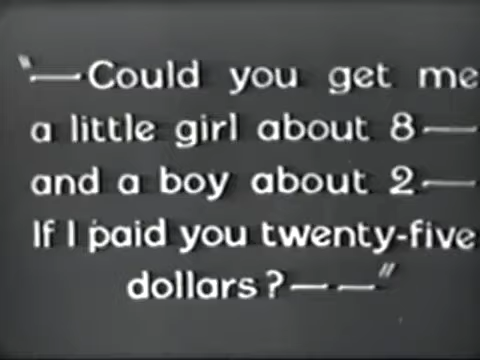 "—Could you get me
a little girl about 8—
and a boy about 2—
If I paid you twenty-five
dollars?— —"